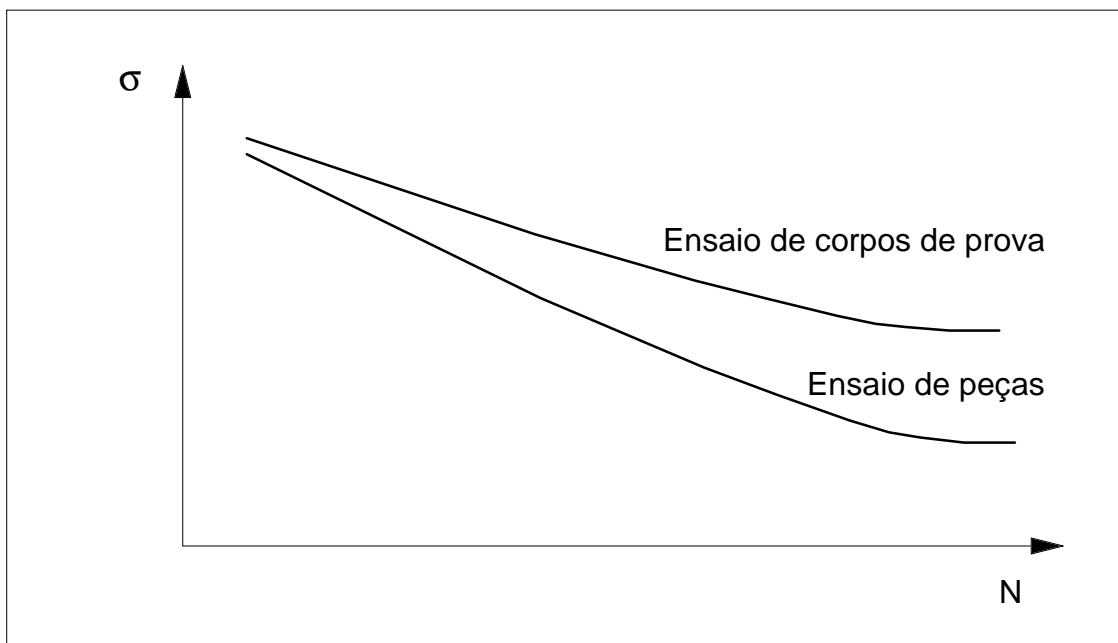 σ
Ensaio de corpos de prova
Ensaio de peças
N